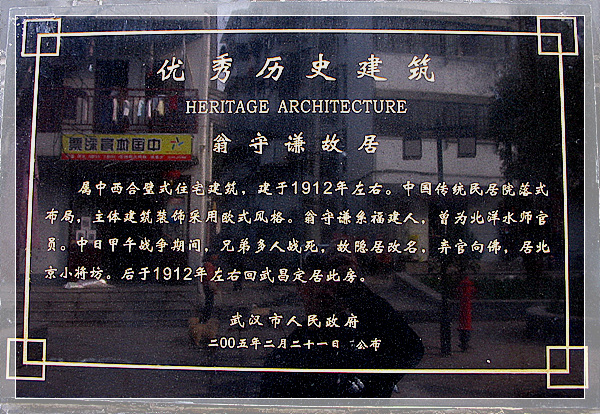 优秀历史建筑
HERITAGE ARCHITECTURE
翁守谦故居
属中西合璧式住宅建筑，建于1912年左右。中国传统民居院落式
布局，主体建筑装饰采用欧式风格。翁守谦系福建人，曾为北洋水师官
员。中日甲午战争期间，兄弟多人战死，故隐居改名，弃官向佛，居北
京小将坊。后于1912年左右回武昌定居此房。
武汉市人民政府
二00五年二月二十一日 公布
中国体育彩票